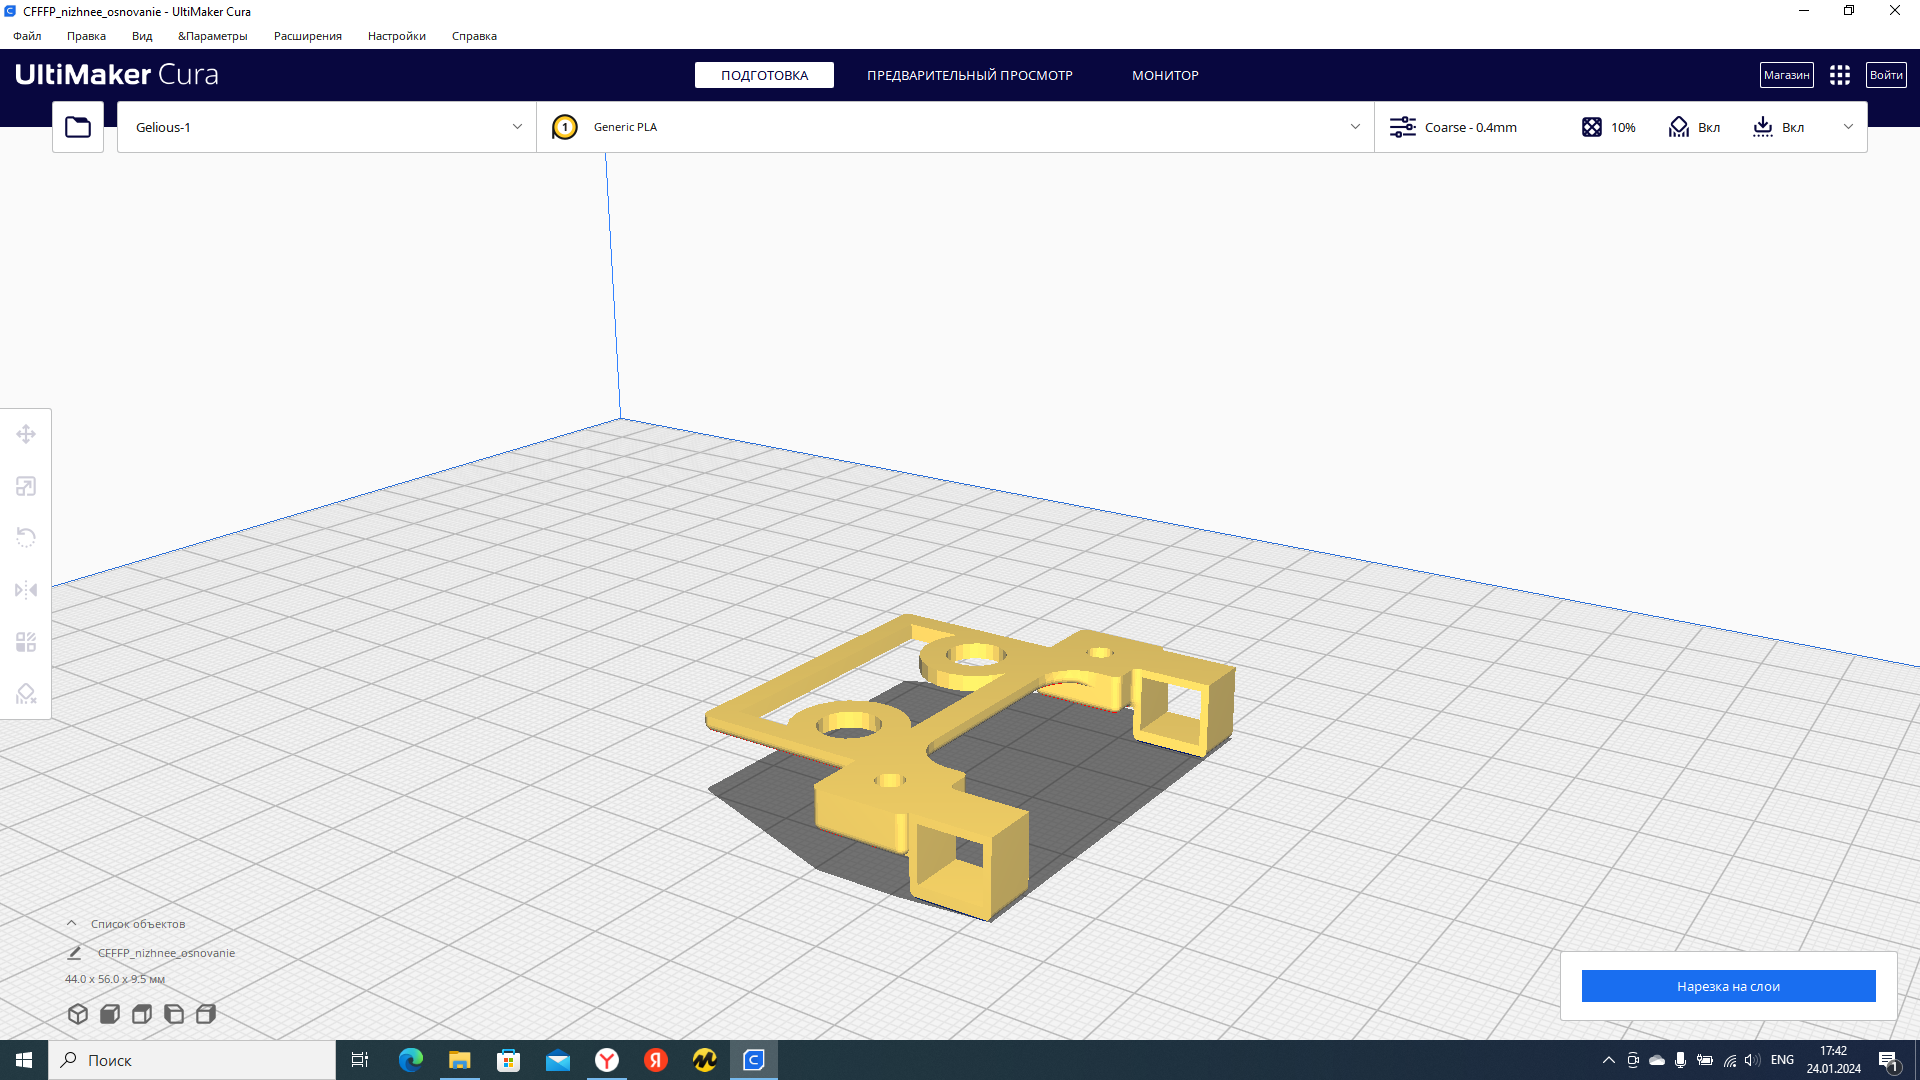 CFFFP_nizhnee_osnovanie - UltiMaker Cura
Файл Правка Вид &Параметры Расширения Настройки Справка
UltiMaker Cura
ПОДГОТОВКА ПРЕДВАРИТЕЛЬНЫЙ ПРОСМОТР МОНИТОР
Магазин Войти
Gelious-1
1 Generic PLA
Coarse - 0.4mm 10% Вкл Вкл
Список объектов
CFFFP_nizhnee_osnovanie
44.0 x 56.0 x 9.5 мм
Нарезка на слои
Поиск
ENG
17:42
24.01.2024
1